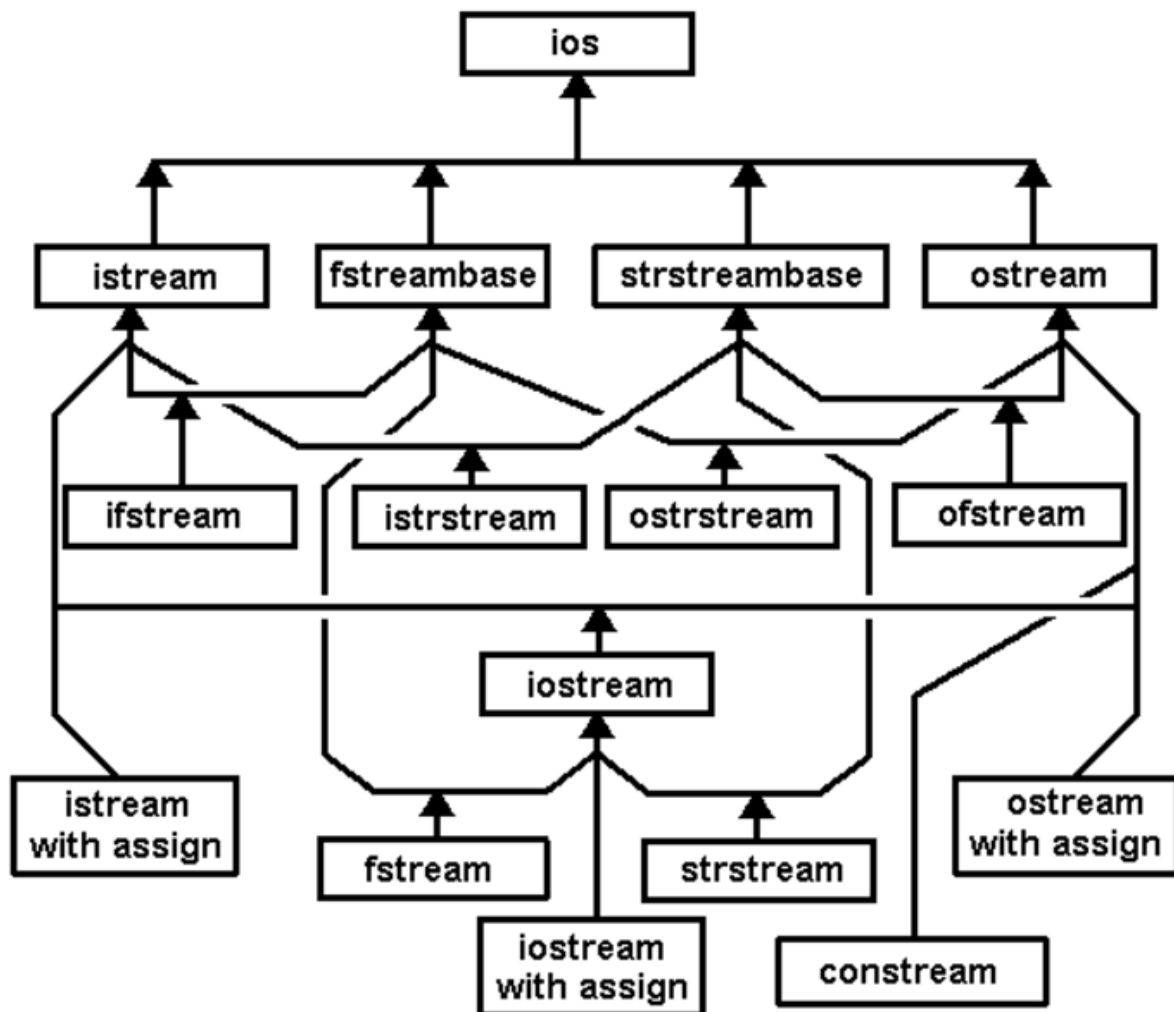 ios
istream
fstreambase
strstreambase
ostream
ifstream
istrstream
ostrstream
ofstream
iostream
istream
with assign
ostream
with assign
fstream
strstream
iostream
with assign
constream